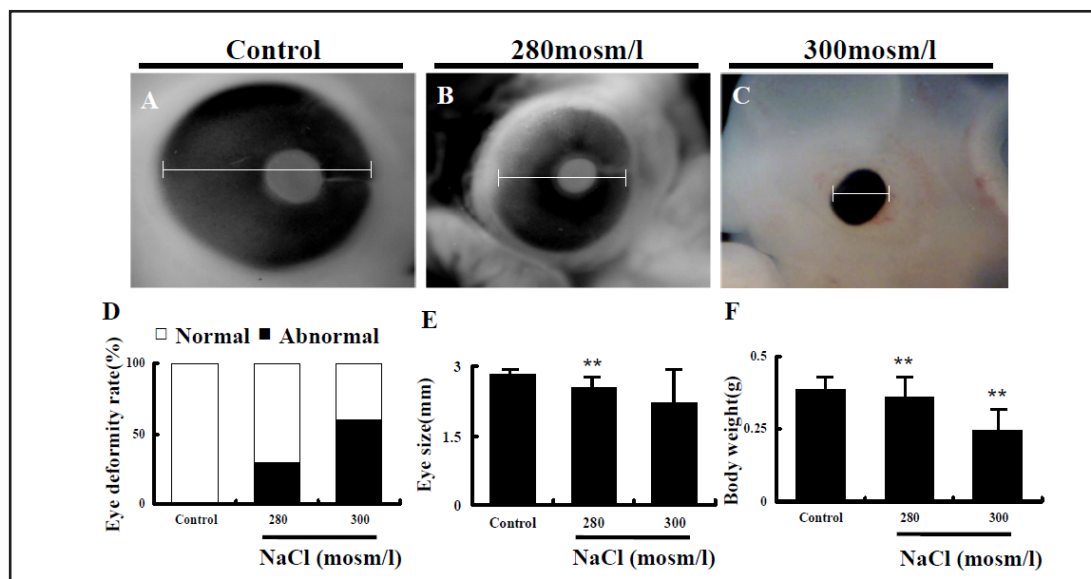 Control 280mosm/l 300mosm/l
A B C
D
Normal Abnormal
Eye deformity rate(%)
100
50
0
Control 280 300
NaCl (mosm/l)
E
Eye size(mm)
3
1.5
0
**
Control 280 300
NaCl (mosm/l)
F
Body weight(g)
0.5
0.25
0
**
**
Control 280 300
NaCl (mosm/l)